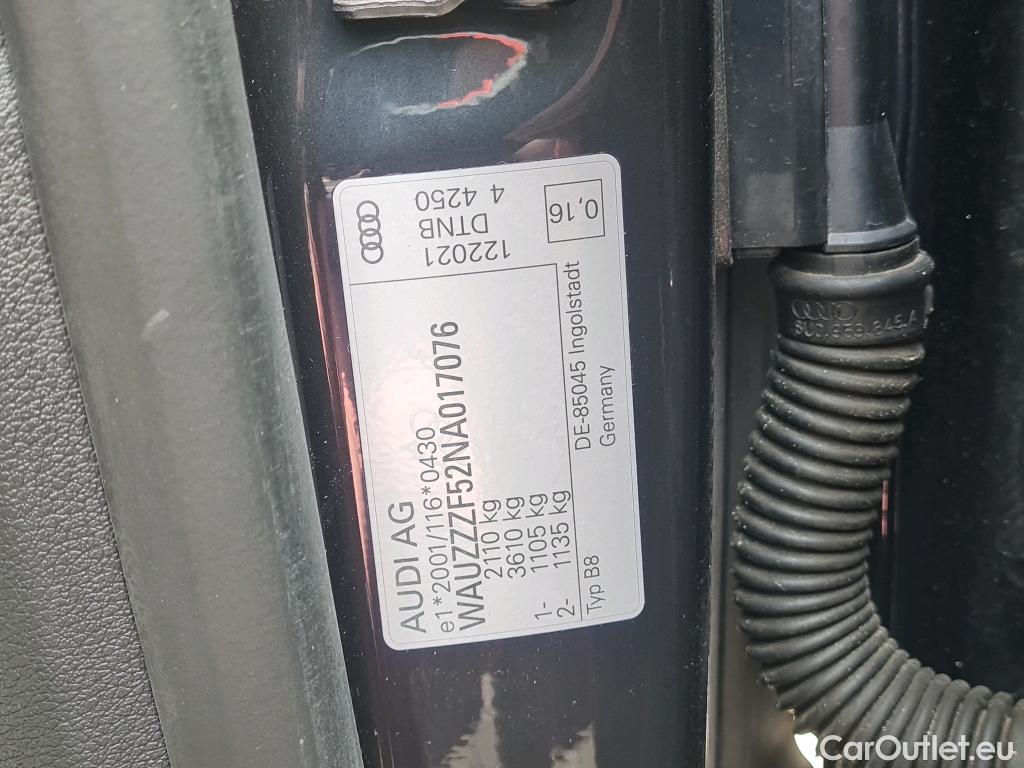 AUDI AG
e1*2001/116*0430
WAUZZZF52NA017076
2110 kg
3610 kg
1- 1105 kg
2- 1135 kg
Typ B8
DE-85045 Ingolstadt
Germany
122021
DTNB
4 4250
0,16
CarOutlet.eu